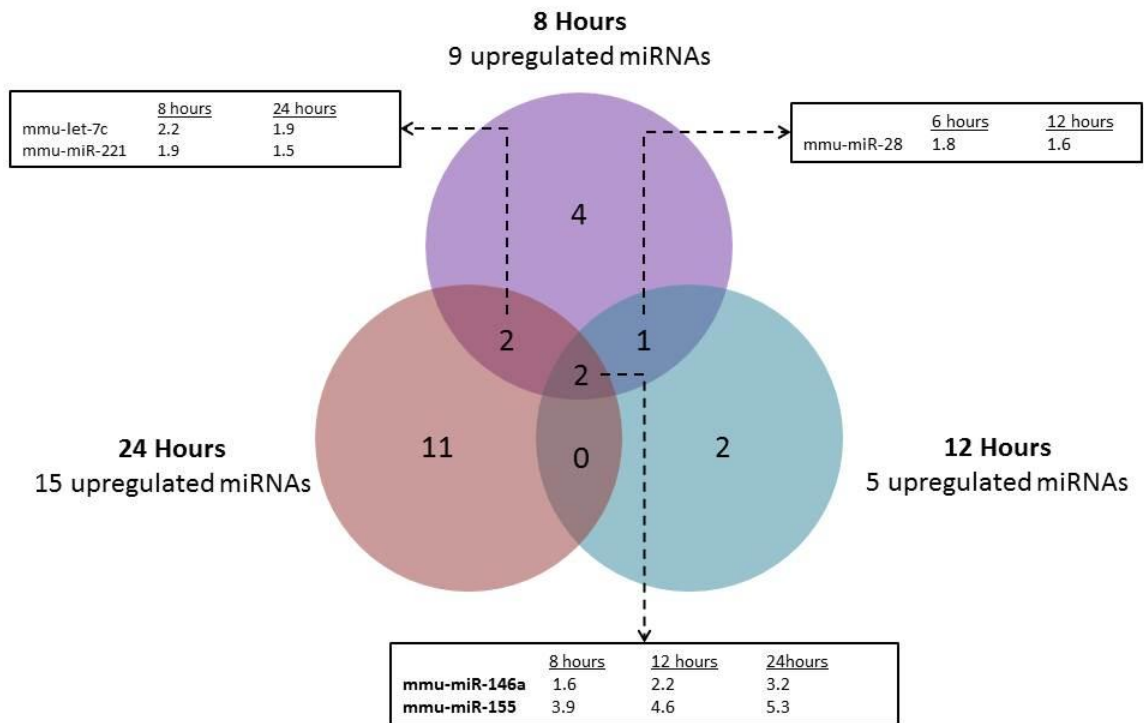 8 Hours
9 upregulated miRNAs
8 hours 24 hours
mmu-let-7c 2.2 1.9
mmu-miR-221 1.9 1.5
6 hours 12 hours
mmu-miR-28 1.8 1.6
4
2
1
2
11
0
2
24 Hours
15 upregulated miRNAs
12 Hours
5 upregulated miRNAs
8 hours 12 hours 24hours
mmu-miR-146a 1.6 2.2 3.2
mmu-miR-155 3.9 4.6 5.3